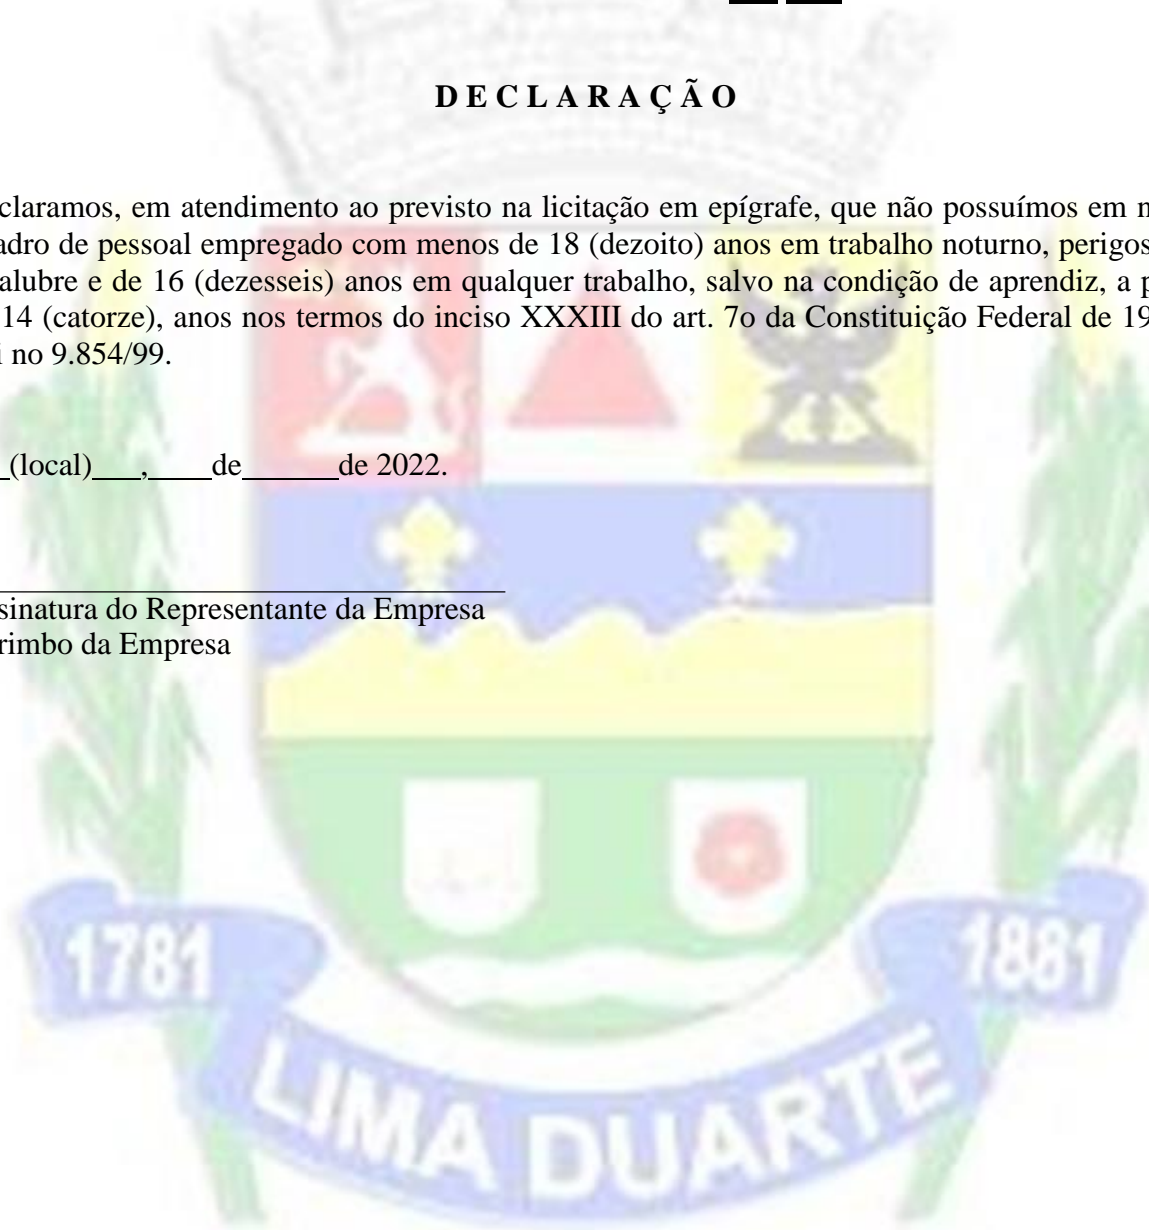 D E C L A R A Ç Ã O
claramos, em atendimento ao previsto na licitação em epígrafe, que não possuímos em n
adro de pessoal empregado com menos de 18 (dezoito) anos em trabalho noturno, perigos
alubre e de 16 (dezesseis) anos em qualquer trabalho, salvo na condição de aprendiz, a p
14 (catorze), anos nos termos do inciso XXXIII do art. 7o da Constituição Federal de 19
i no 9.854/99.
_(local)___,____de______de 2022.
sinatura do Representante da Empresa
rimbo da Empresa
1781
1881
LIMA DUARTE